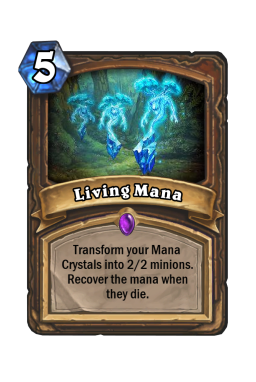 5
Living Mana
Transform your Mana
Crystals into 2/2 minions.
Recover the mana when
they die.